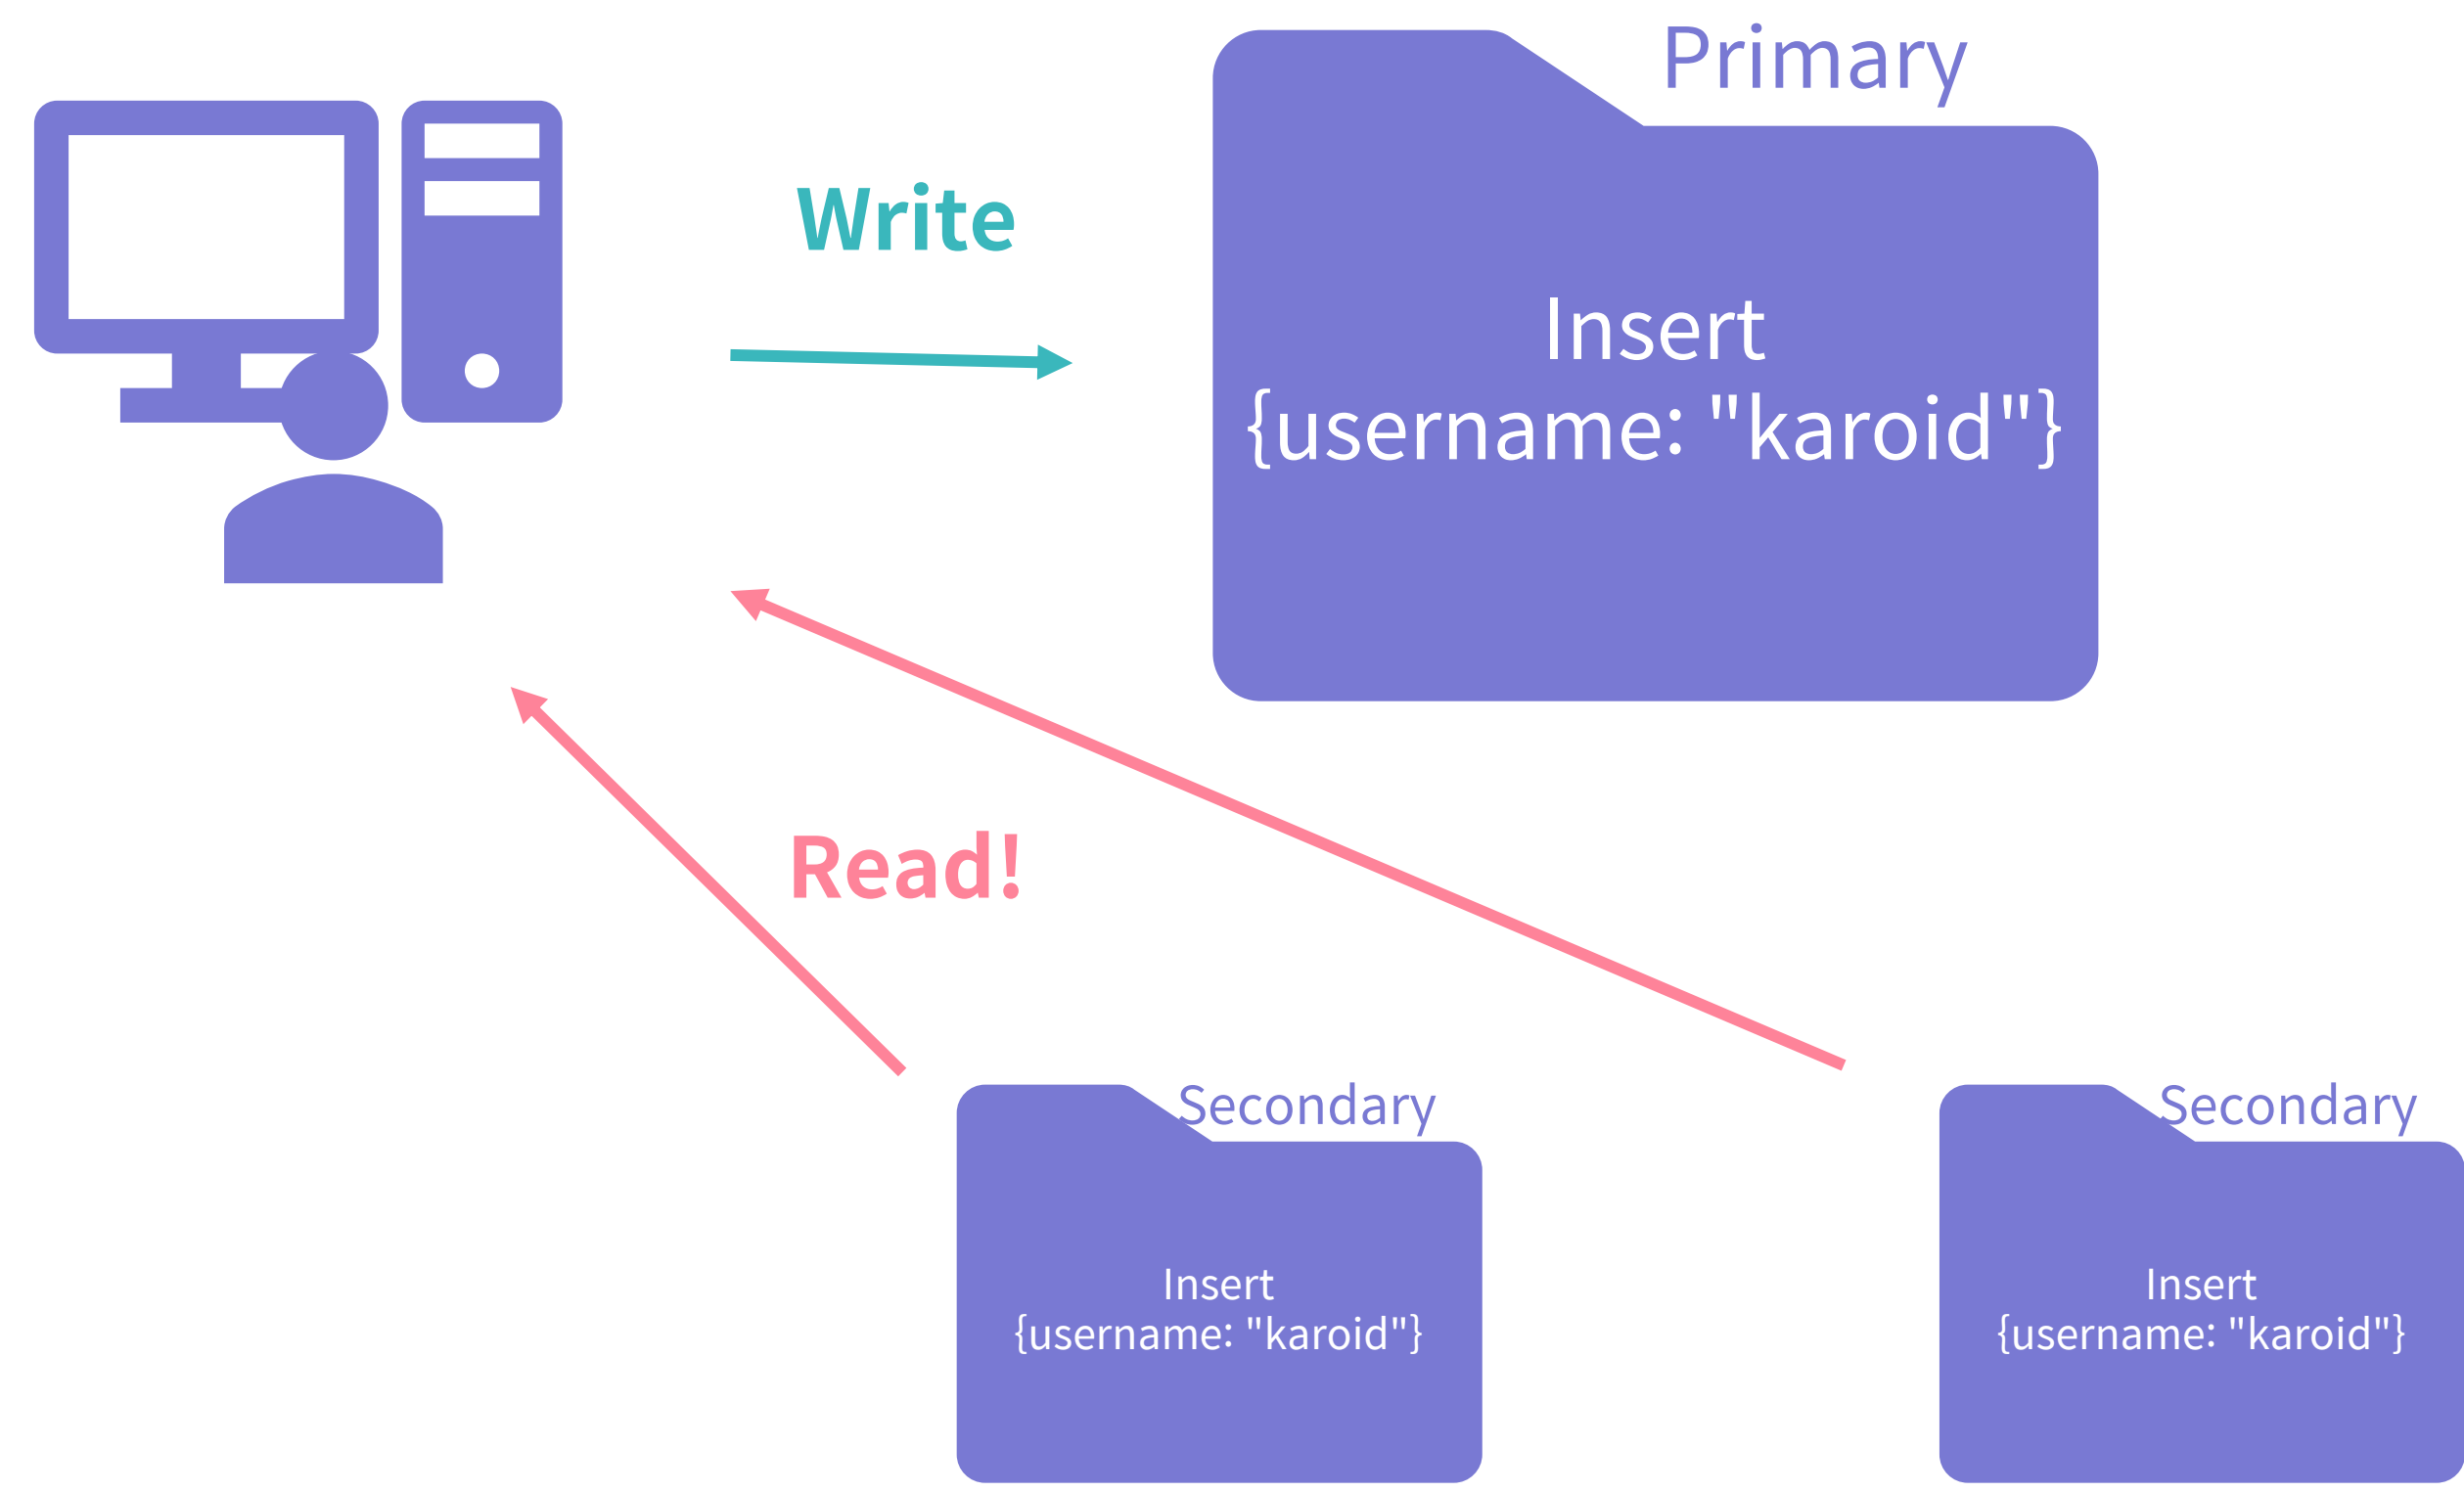 Primary
Write
Insert
{username: "karoid"}
Read!
Secondary
Insert
{username: "karoid"}
Secondary
Insert
{username: "karoid"}